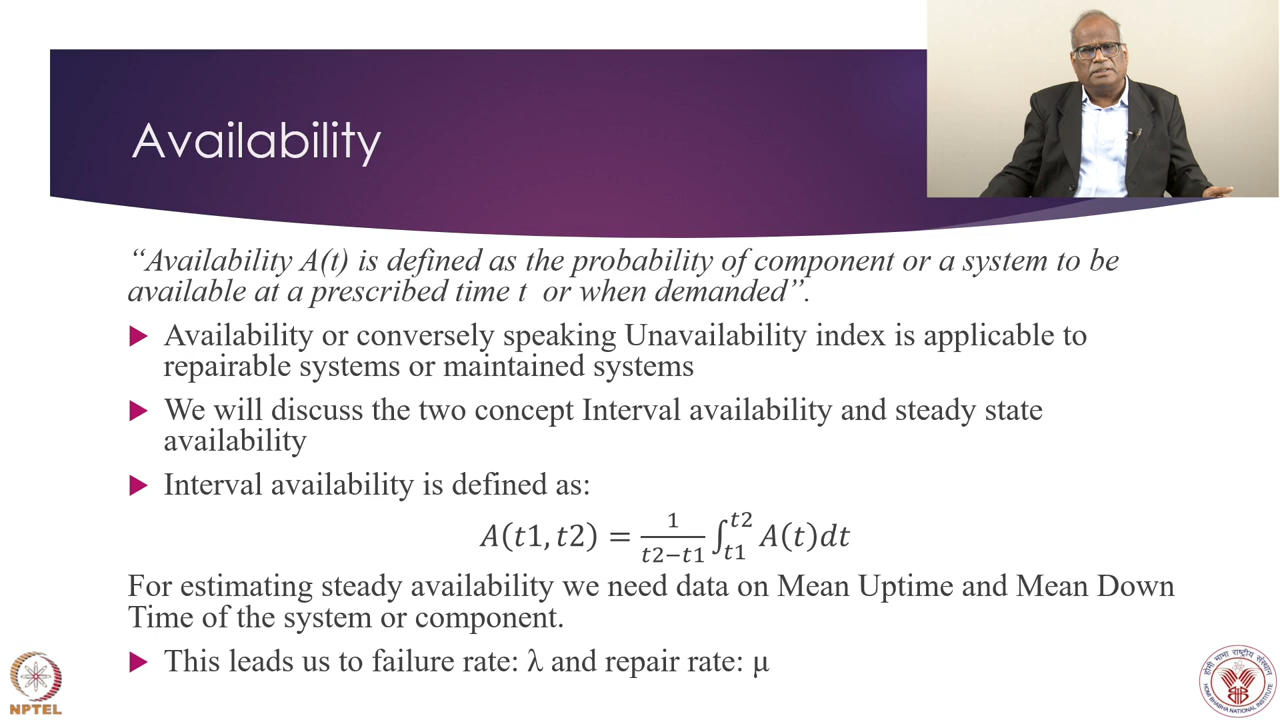 Availability
“Availability A(t) is defined as the probability of component or a system to be
available at a prescribed time t or when demanded”.
Availability or conversely speaking Unavailability index is applicable to
repairable systems or maintained systems
We will discuss the two concept Interval availability and steady state
availability
Interval availability is defined as:
A(t1, t2) = 1/(t2−t1) ∫_{t1}^{t2} A(t)dt
For estimating steady availability we need data on Mean Uptime and Mean Down
Time of the system or component.
This leads us to failure rate: λ and repair rate: μ
NPTEL
होमी भाभा राष्ट्रीय संस्थान
HOMI BHABHA NATIONAL INSTITUTE